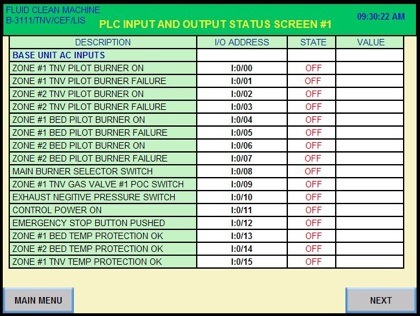 FLUID CLEAN MACHINE
B-3111/TNV/CEF/LIS
PLC INPUT AND OUTPUT STATUS SCREEN #1
09:30:22 AM
DESCRIPTION I/O ADDRESS STATE VALUE
BASE UNIT AC INPUTS
ZONE #1 TNV PILOT BURNER ON I:0/00 OFF
ZONE #1 TNV PILOT BURNER FAILURE I:0/01 OFF
ZONE #2 TNV PILOT BURNER ON I:0/02 OFF
ZONE #2 TNV PILOT BURNER FAILURE I:0/03 OFF
ZONE #1 BED PILOT BURNER ON I:0/04 OFF
ZONE #1 BED PILOT BURNER FAILURE I:0/05 OFF
ZONE #2 BED PILOT BURNER ON I:0/06 OFF
ZONE #2 BED PILOT BURNER FAILURE I:0/07 OFF
MAIN BURNER SELECTOR SWITCH I:0/08 OFF
ZONE #1 TNV GAS VALVE #1 POC SWITCH I:0/09 OFF
EXHAUST NEGITIVE PRESSURE SWITCH I:0/10 OFF
CONTROL POWER ON I:0/11 OFF
EMERGENCY STOP BUTTON PUSHED I:0/12 OFF
ZONE #1 BED TEMP PROTECTION OK I:0/13 OFF
ZONE #2 BED TEMP PROTECTION OK I:0/14 OFF
ZONE #1 TNV TEMP PROTECTION OK I:0/15 OFF
MAIN MENU NEXT